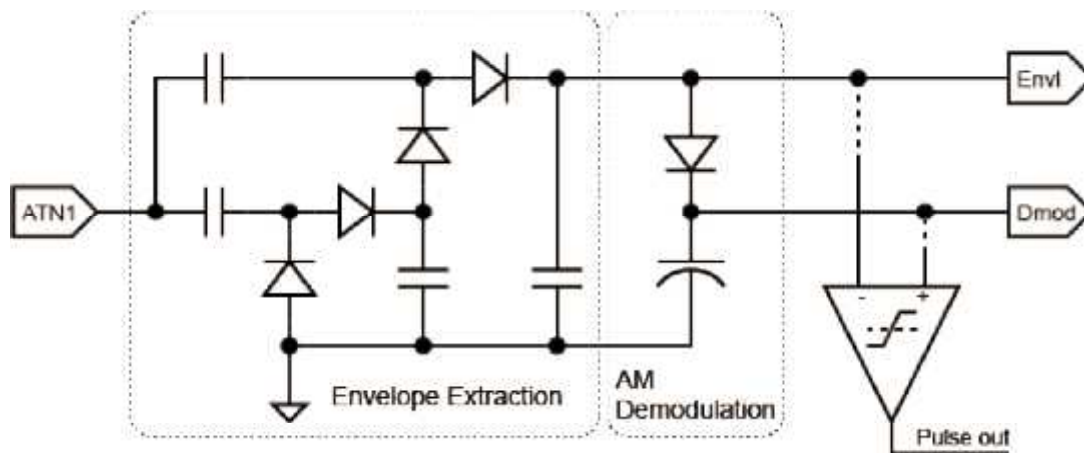 Envl
ATN1
Dmod
- +
Envelope Extraction
AM
Demodulation
Pulse out